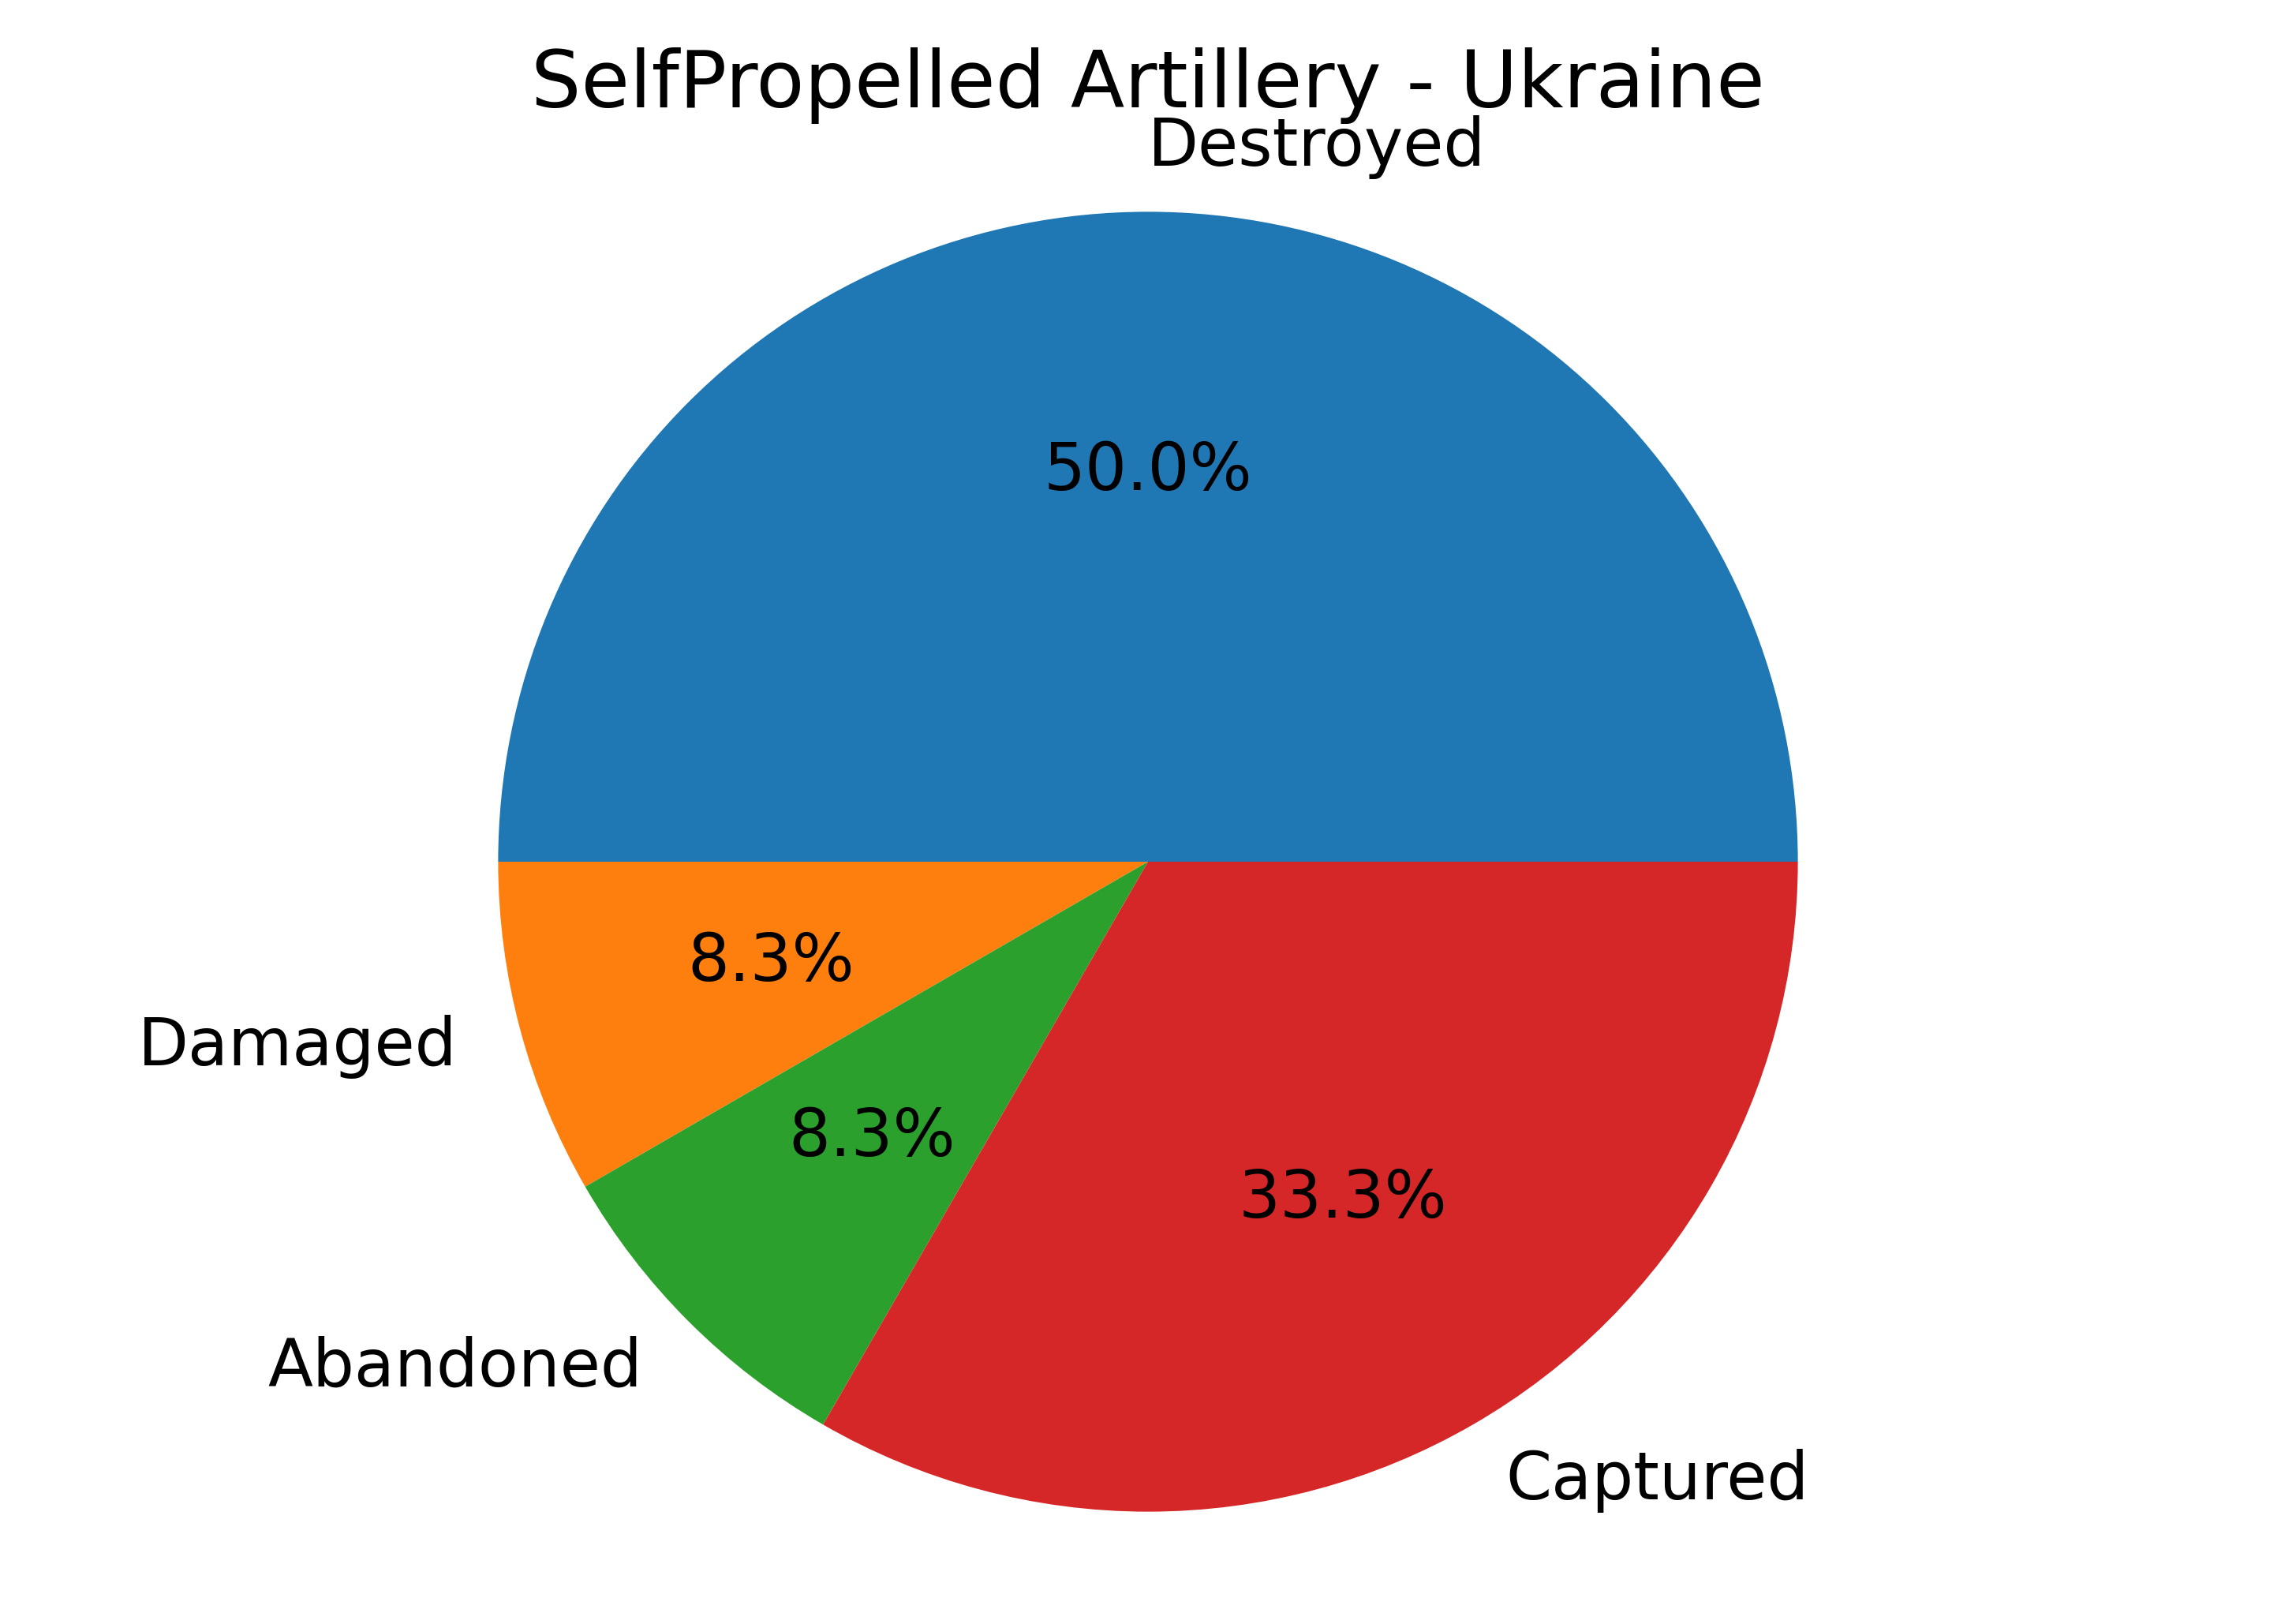 SelfPropelled Artillery - Ukraine
Destroyed
50.0%
8.3%
Damaged
8.3%
33.3%
Abandoned
Captured